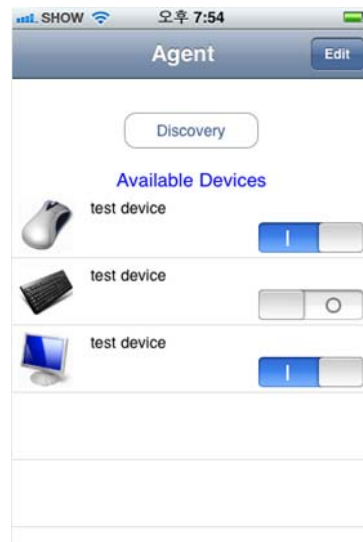 SHOW 오후 7:54
Agent Edit
Discovery
Available Devices
test device
test device
test device